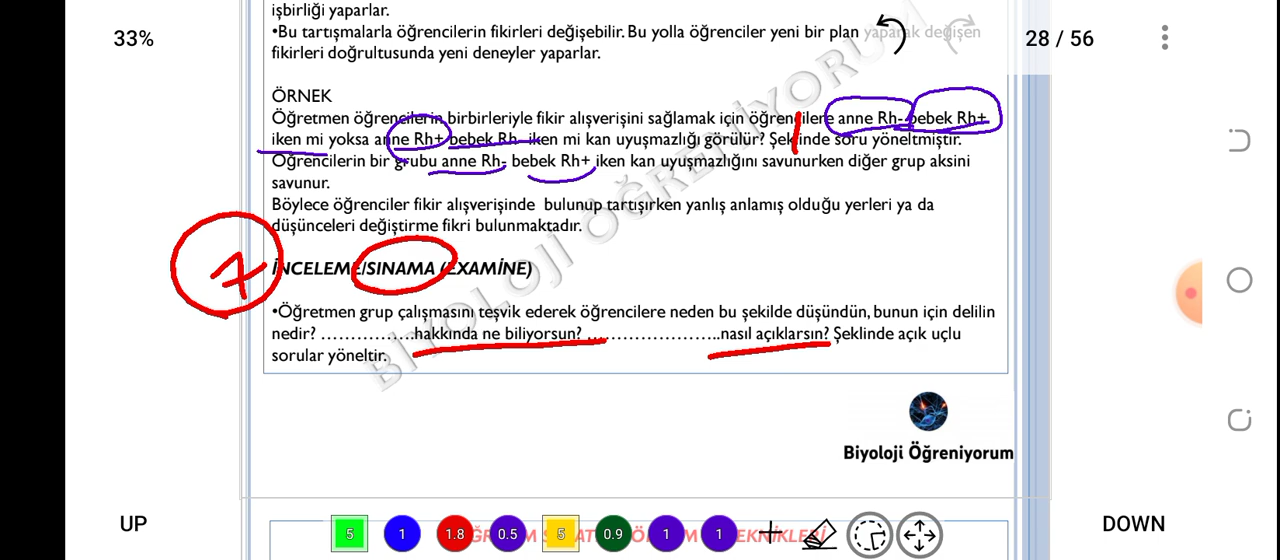 33%
28 / 56
işbirliği yaparlar.
•Bu tartışmalarla öğrencilerin fikirleri değişebilir. Bu yolla öğrenciler yeni bir plan yaparak değişen
fikirleri doğrultusunda yeni deneyler yaparlar.
ÖRNEK
Öğretmen öğrencilerin birbirleriyle fikir alışverişini sağlamak için öğrencilere anne Rh- bebek Rh+
iken mi yoksa anne Rh+ bebek Rh- iken mi kan uyuşmazlığı görülür? Şeklinde soru yöneltmiştir.
Öğrencilerin bir grubu anne Rh- bebek Rh+ iken kan uyuşmazlığını savunurken diğer grup aksini
savunur.
Böylece öğrenciler fikir alışverişinde bulunup tartışırken yanlış anlamış olduğu yerleri ya da
düşünceleri değiştirme fikri bulunmaktadır.
7
İNCELEME/SINAMA (EXAMİNE)
•Öğretmen grup çalışmasını teşvik ederek öğrencilere neden bu şekilde düşündün, bunun için delilin
nedir? ……………..hakkında ne biliyorsun? …………………..nasıl açıklarsın? Şeklinde açık uçlu
sorular yöneltir.
BİYOLOJİ ÖĞRENİYORUM
Biyoloji Öğreniyorum
UP
5 1 1.8 0.5 5 0.9 1 1
DOWN